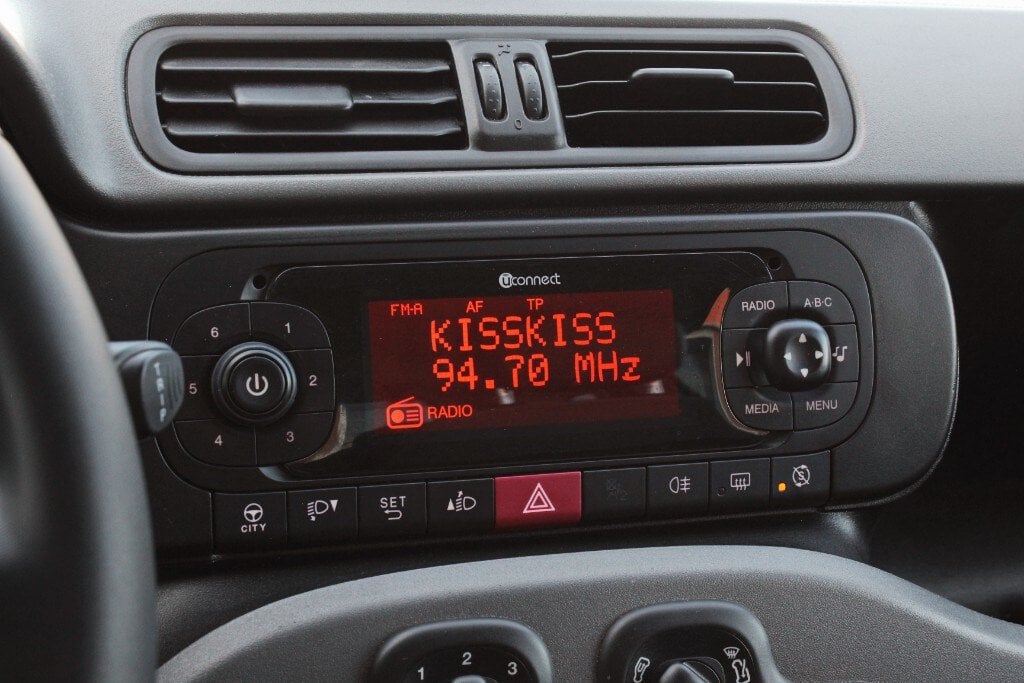 uconnect
FM-A AF TP
KISSKISS
94.70 MHz
RADIO
6 1
5 2
4 3
RADIO A·B·C
MEDIA MENU
TRIP
CITY
SET
1 2 3
0